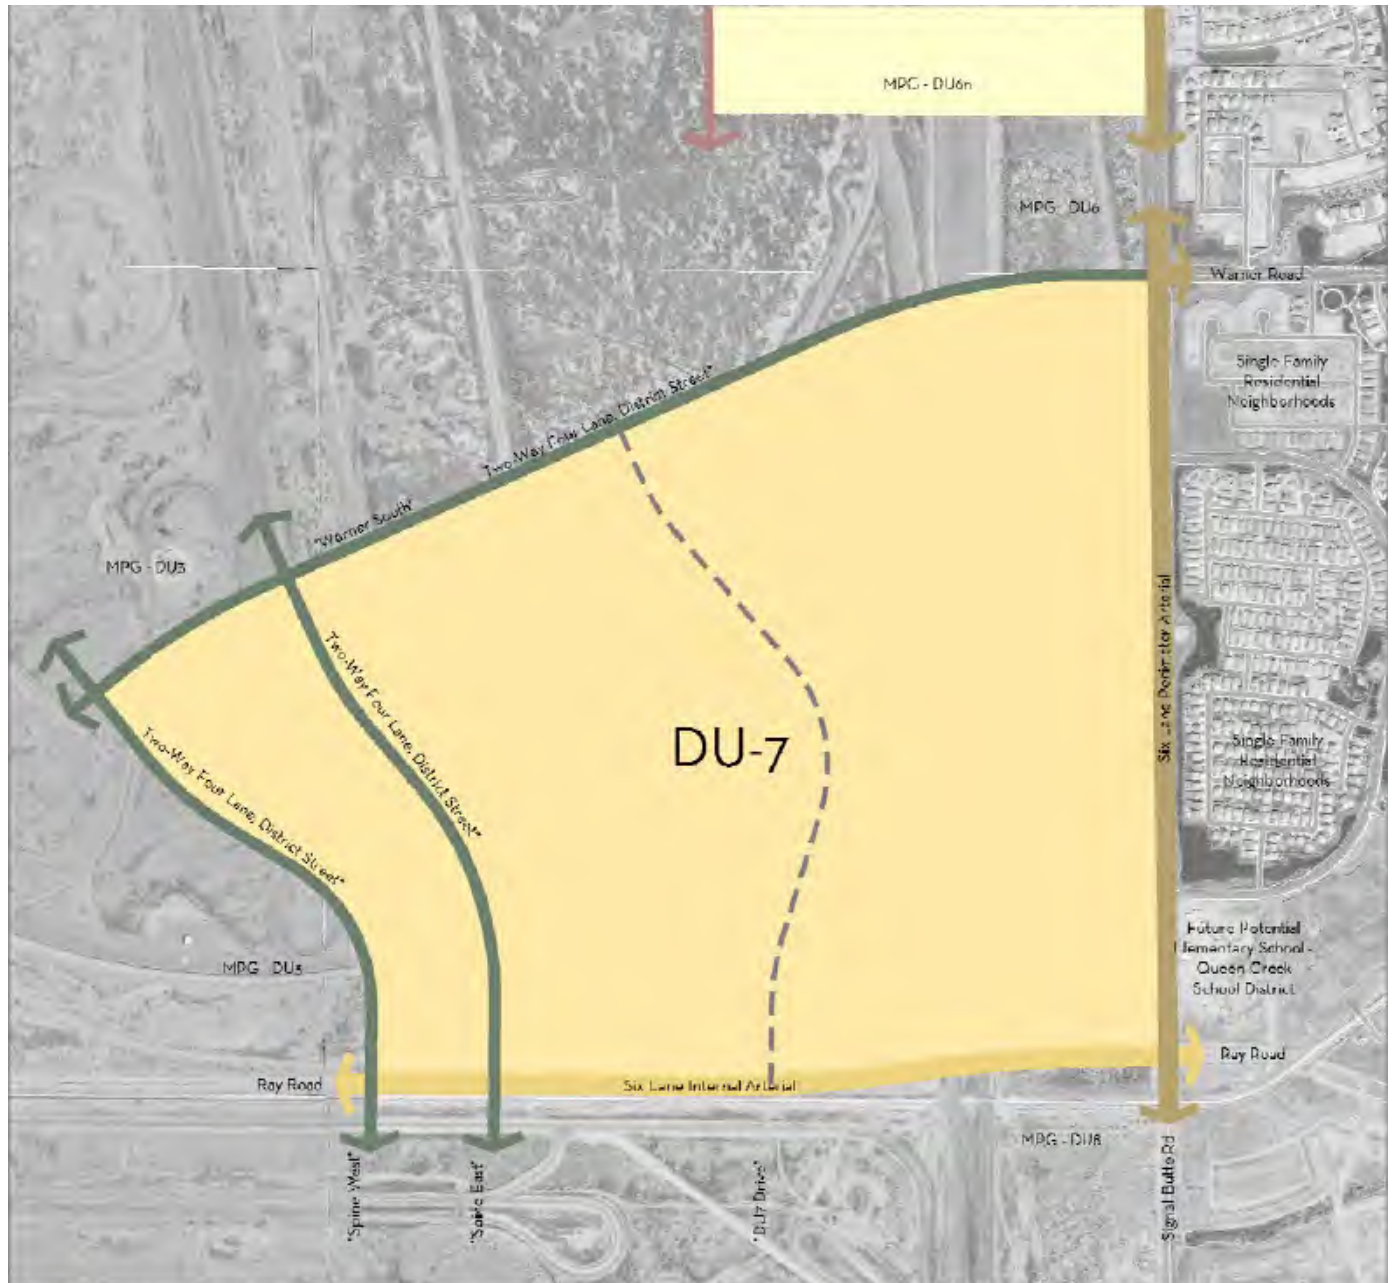 MPG - DU6n
MPG - DU6
Warner Road
Single Family
Residential
Neighborhoods
"Two-Way Four Lane, District Street"
"Warner South"
MPG - DU3
Two-Way Four Lane, District Street"
Two-Way Four Lane, District Street"
Six Lane Perimeter Arterial
DU-7
Single Family
Residential
Neighborhoods
Future Potential
Elementary School -
Queen Creek
School District
MPG - DU3
Ray Road
Six Lane Internal Arterial
Ray Road
MPG - DU8
"Spine West"
"Spine East"
"DU7 Drive"
Signal Butte Rd